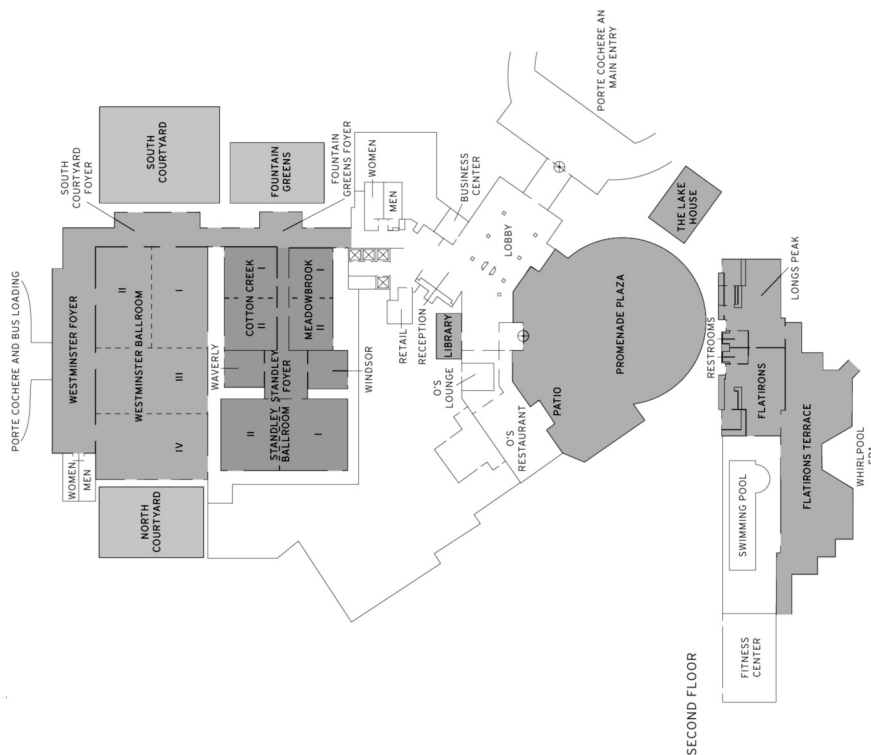 PORTE COCHERE AND BUS LOADING
WESTMINSTER FOYER
WOMEN
MEN
NORTH
COURTYARD
WESTMINSTER BALLROOM
IV
III
II
I
SOUTH
COURTYARD
FOYER
SOUTH
COURTYARD
WAVERLY
COTTON CREEK
II
I
FOUNTAIN
GREENS
STANDLEY
BALLROOM
II
I
STANDLEY
FOYER
MEADOWBROOK
II
I
FOUNTAIN
GREENS FOYER
WINDSOR
WOMEN
MEN
RETAIL
RECEPTION
LIBRARY
BUSINESS
CENTER
O'S
LOUNGE
O'S
RESTAURANT
LOBBY
PATIO
PROMENADE PLAZA
PORTE COCHERE AN
MAIN ENTRY
THE LAKE
HOUSE
SECOND FLOOR
RESTROOMS
LONGS PEAK
FLATIRONS
SWIMMING POOL
FITNESS
CENTER
FLATIRONS TERRACE
WHIRLPOOL